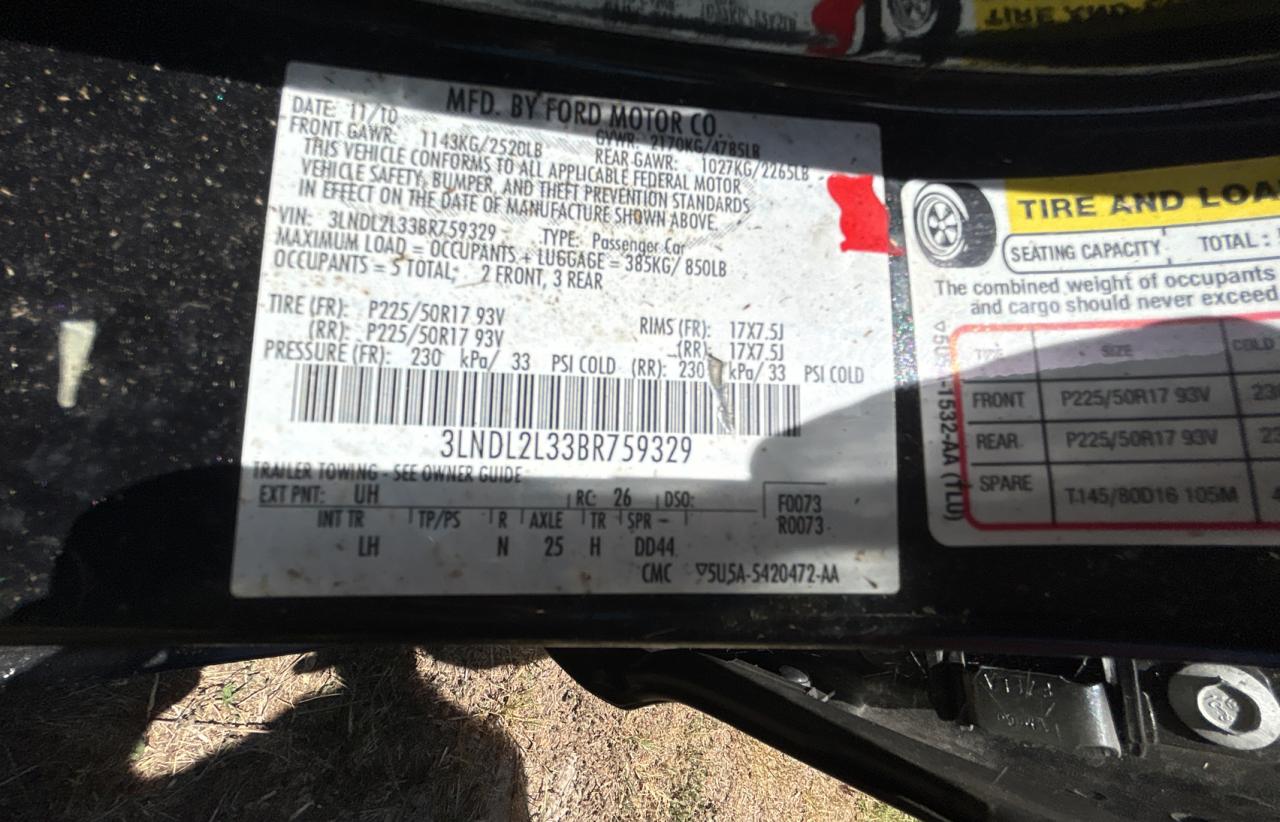 MFD. BY FORD MOTOR CO.
DATE: 11/10 GVWR: 2170KG/4785LB
FRONT GAWR: 1143KG/2520LB REAR GAWR: 1027KG/2265LB
THIS VEHICLE CONFORMS TO ALL APPLICABLE FEDERAL MOTOR
VEHICLE SAFETY, BUMPER, AND THEFT PREVENTION STANDARDS
IN EFFECT ON THE DATE OF MANUFACTURE SHOWN ABOVE.
VIN: 3LNDL2L33BR759329 TYPE: Passenger Car
MAXIMUM LOAD = OCCUPANTS + LUGGAGE = 385KG/ 850LB
OCCUPANTS = 5 TOTAL; 2 FRONT, 3 REAR
TIRE (FR): P225/50R17 93V RIMS (FR): 17X7.5J
(RR): P225/50R17 93V (RR): 17X7.5J
PRESSURE (FR): 230 kPa/ 33 PSI COLD (RR): 230 kPa/ 33 PSI COLD
3LNDL2L33BR759329
TRAILER TOWING - SEE OWNER GUIDE
EXT PNT: UH RC: 26 DSO: F0073
R0073
INT TR TP/PS R AXLE TR SPR
LH N 25 H DD44
CMC ▽5U5A-5420472-AA
TIRE AND
SEATING CAPACITY TOTAL :
The combined weight of occupants
and cargo should never exceed
SIZE COLD
FRONT P225/50R17 93V
REAR P225/50R17 93V
SPARE T145/80D16 105M
1532-AA (TLU)